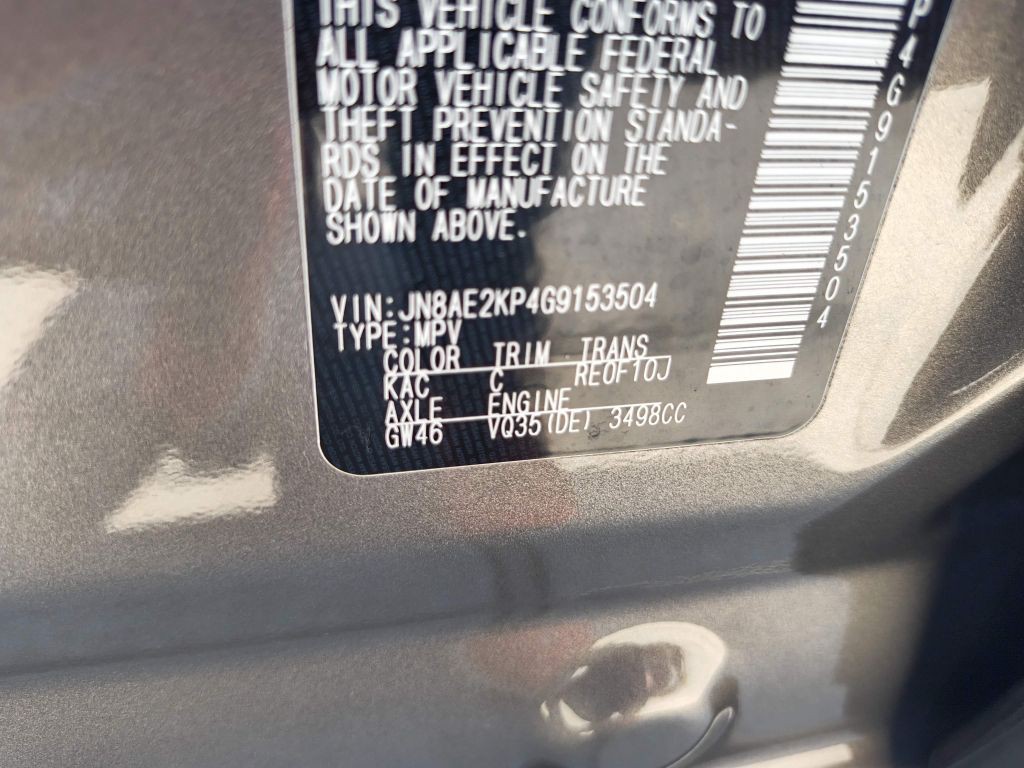 THIS VEHICLE CONFORMS TO
ALL APPLICABLE FEDERAL
MOTOR VEHICLE SAFETY AND
THEFT PREVENTION STANDA-
RDS IN EFFECT ON THE
DATE OF MANUFACTURE
SHOWN ABOVE.
VIN:JN8AE2KP4G9153504
TYPE:MPV
COLOR TRIM TRANS
KAC C RE0F10J
AXLE ENGINE
GW46 VQ35(DE) 3498CC
P4G9153504